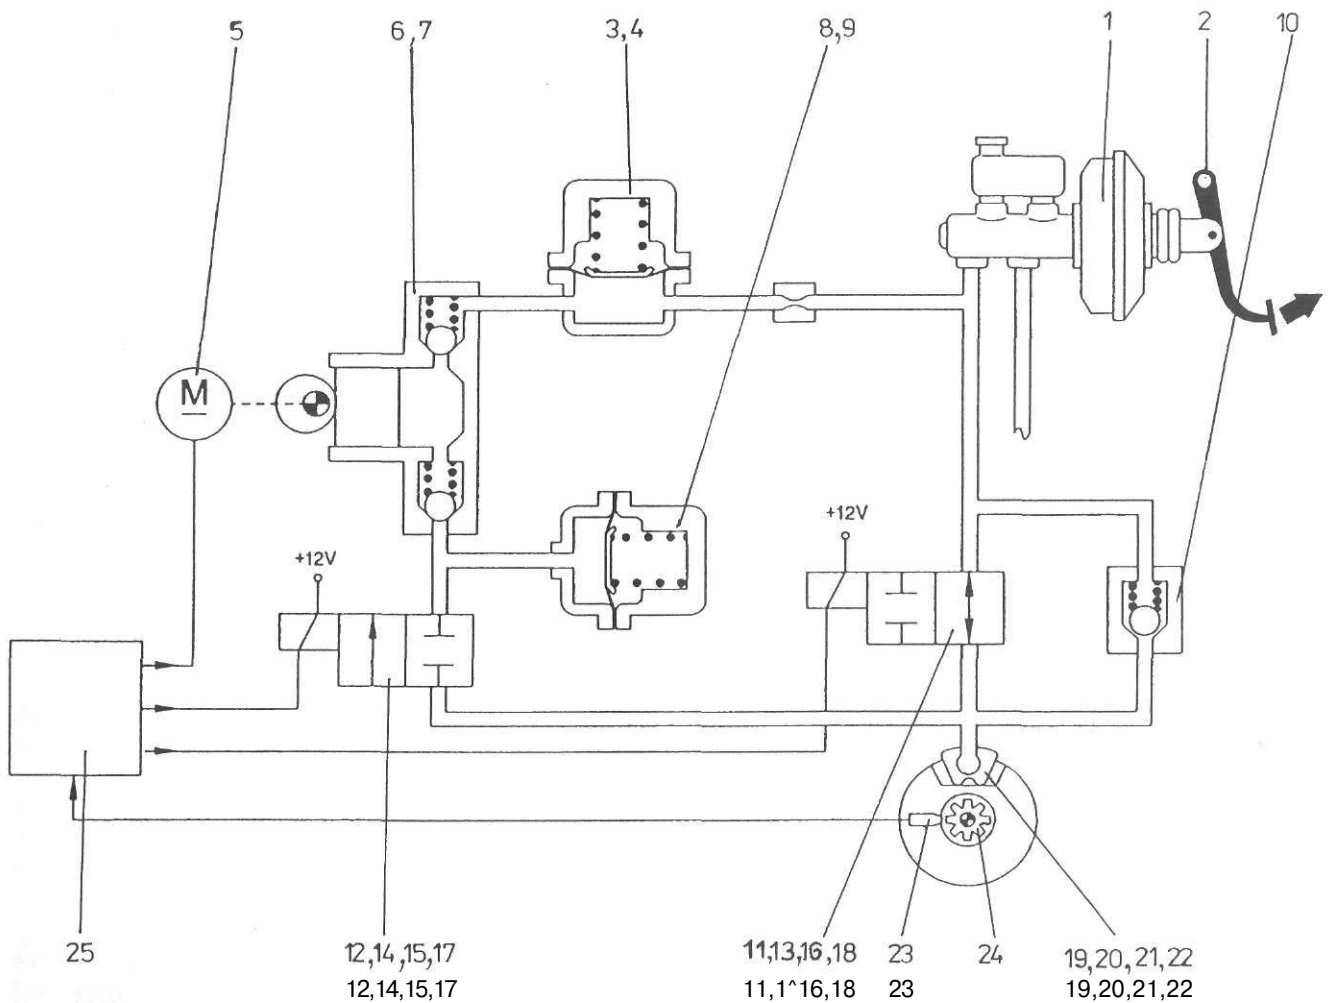 5 6,7 3,4 8,9 1 2 10
M
+12V
+12V
25 12,14,15,17 11,13,16,18 23 24 19,20,21,22
12,14,15,17 11,1^16,18 23 19,20,21,22